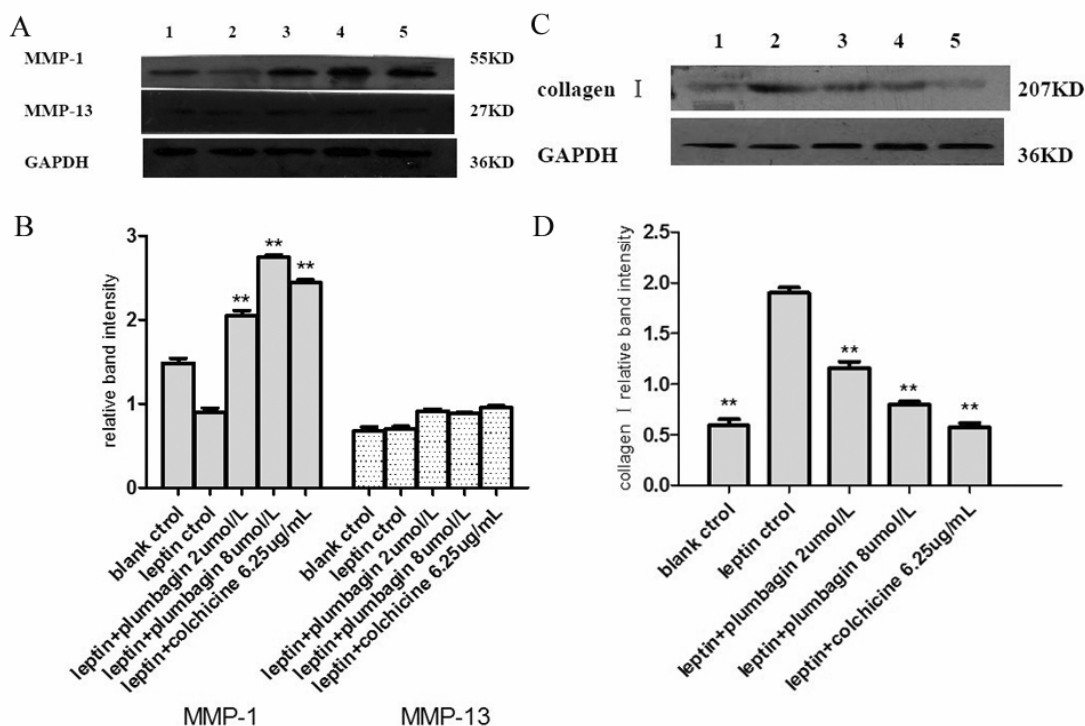 A
1 2 3 4 5
MMP-1 55KD
MMP-13 27KD
GAPDH 36KD
C
1 2 3 4 5
collagen I 207KD
GAPDH 36KD
B
relative band intensity
3
2
1
0
** ** **
blank ctrol
leptin ctrol
leptin+plumbagin 2umol/L
leptin+plumbagin 8umol/L
leptin+colchicine 6.25ug/mL
blank ctrol
leptin ctrol
leptin+plumbagin 2umol/L
leptin+plumbagin 8umol/L
leptin+colchicine 6.25ug/mL
MMP-1 MMP-13
D
collagen I relative band intensity
2.5
2.0
1.5
1.0
0.5
0.0
** ** ** **
blank ctrol
leptin ctrol
leptin+plumbagin 2umol/L
leptin+plumbagin 8umol/L
leptin+colchicine 6.25ug/mL